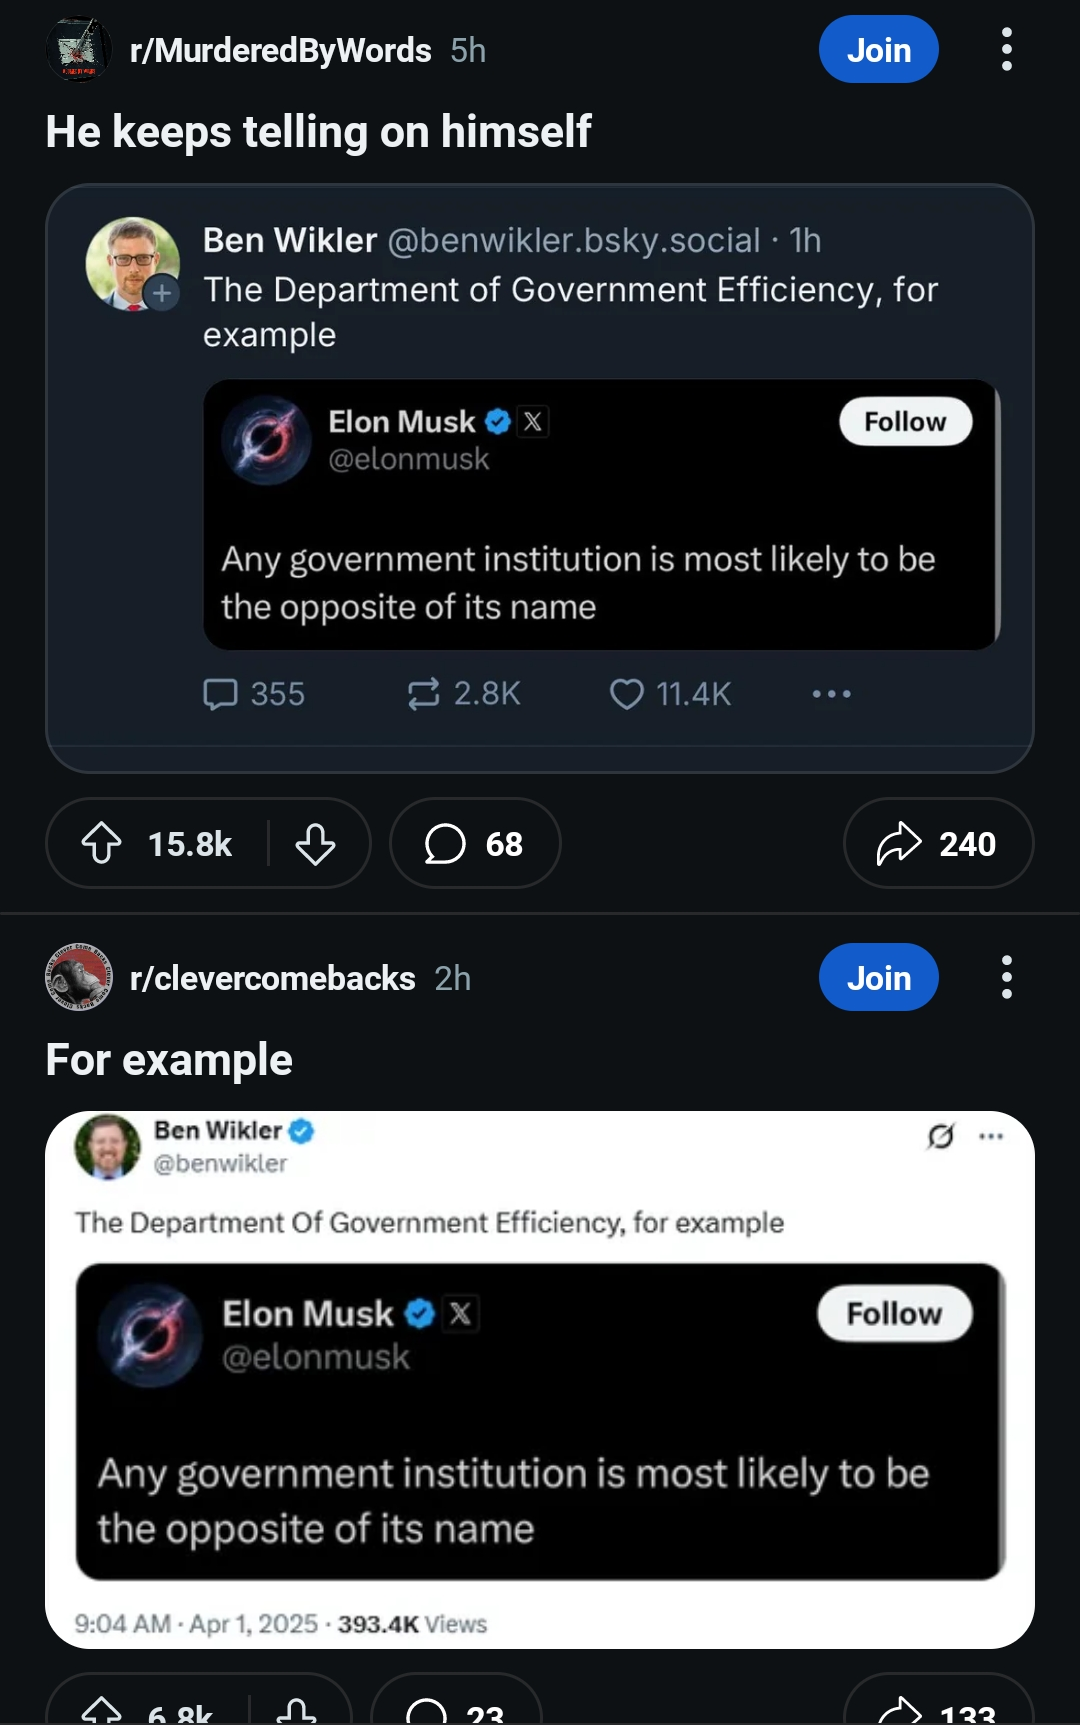 r/MurderedByWords 5h
Join
He keeps telling on himself
Ben Wikler @benwikler.bsky.social · 1h
The Department of Government Efficiency, for
example
Elon Musk
Follow
@elonmusk
Any government institution is most likely to be
the opposite of its name
355 2.8K 11.4K
15.8k 68 240
r/clevercomebacks 2h
Join
For example
Ben Wikler
@benwikler
The Department Of Government Efficiency, for example
Elon Musk
Follow
@elonmusk
Any government institution is most likely to be
the opposite of its name
9:04 AM · Apr 1, 2025 · 393.4K Views
6.8k 23 133